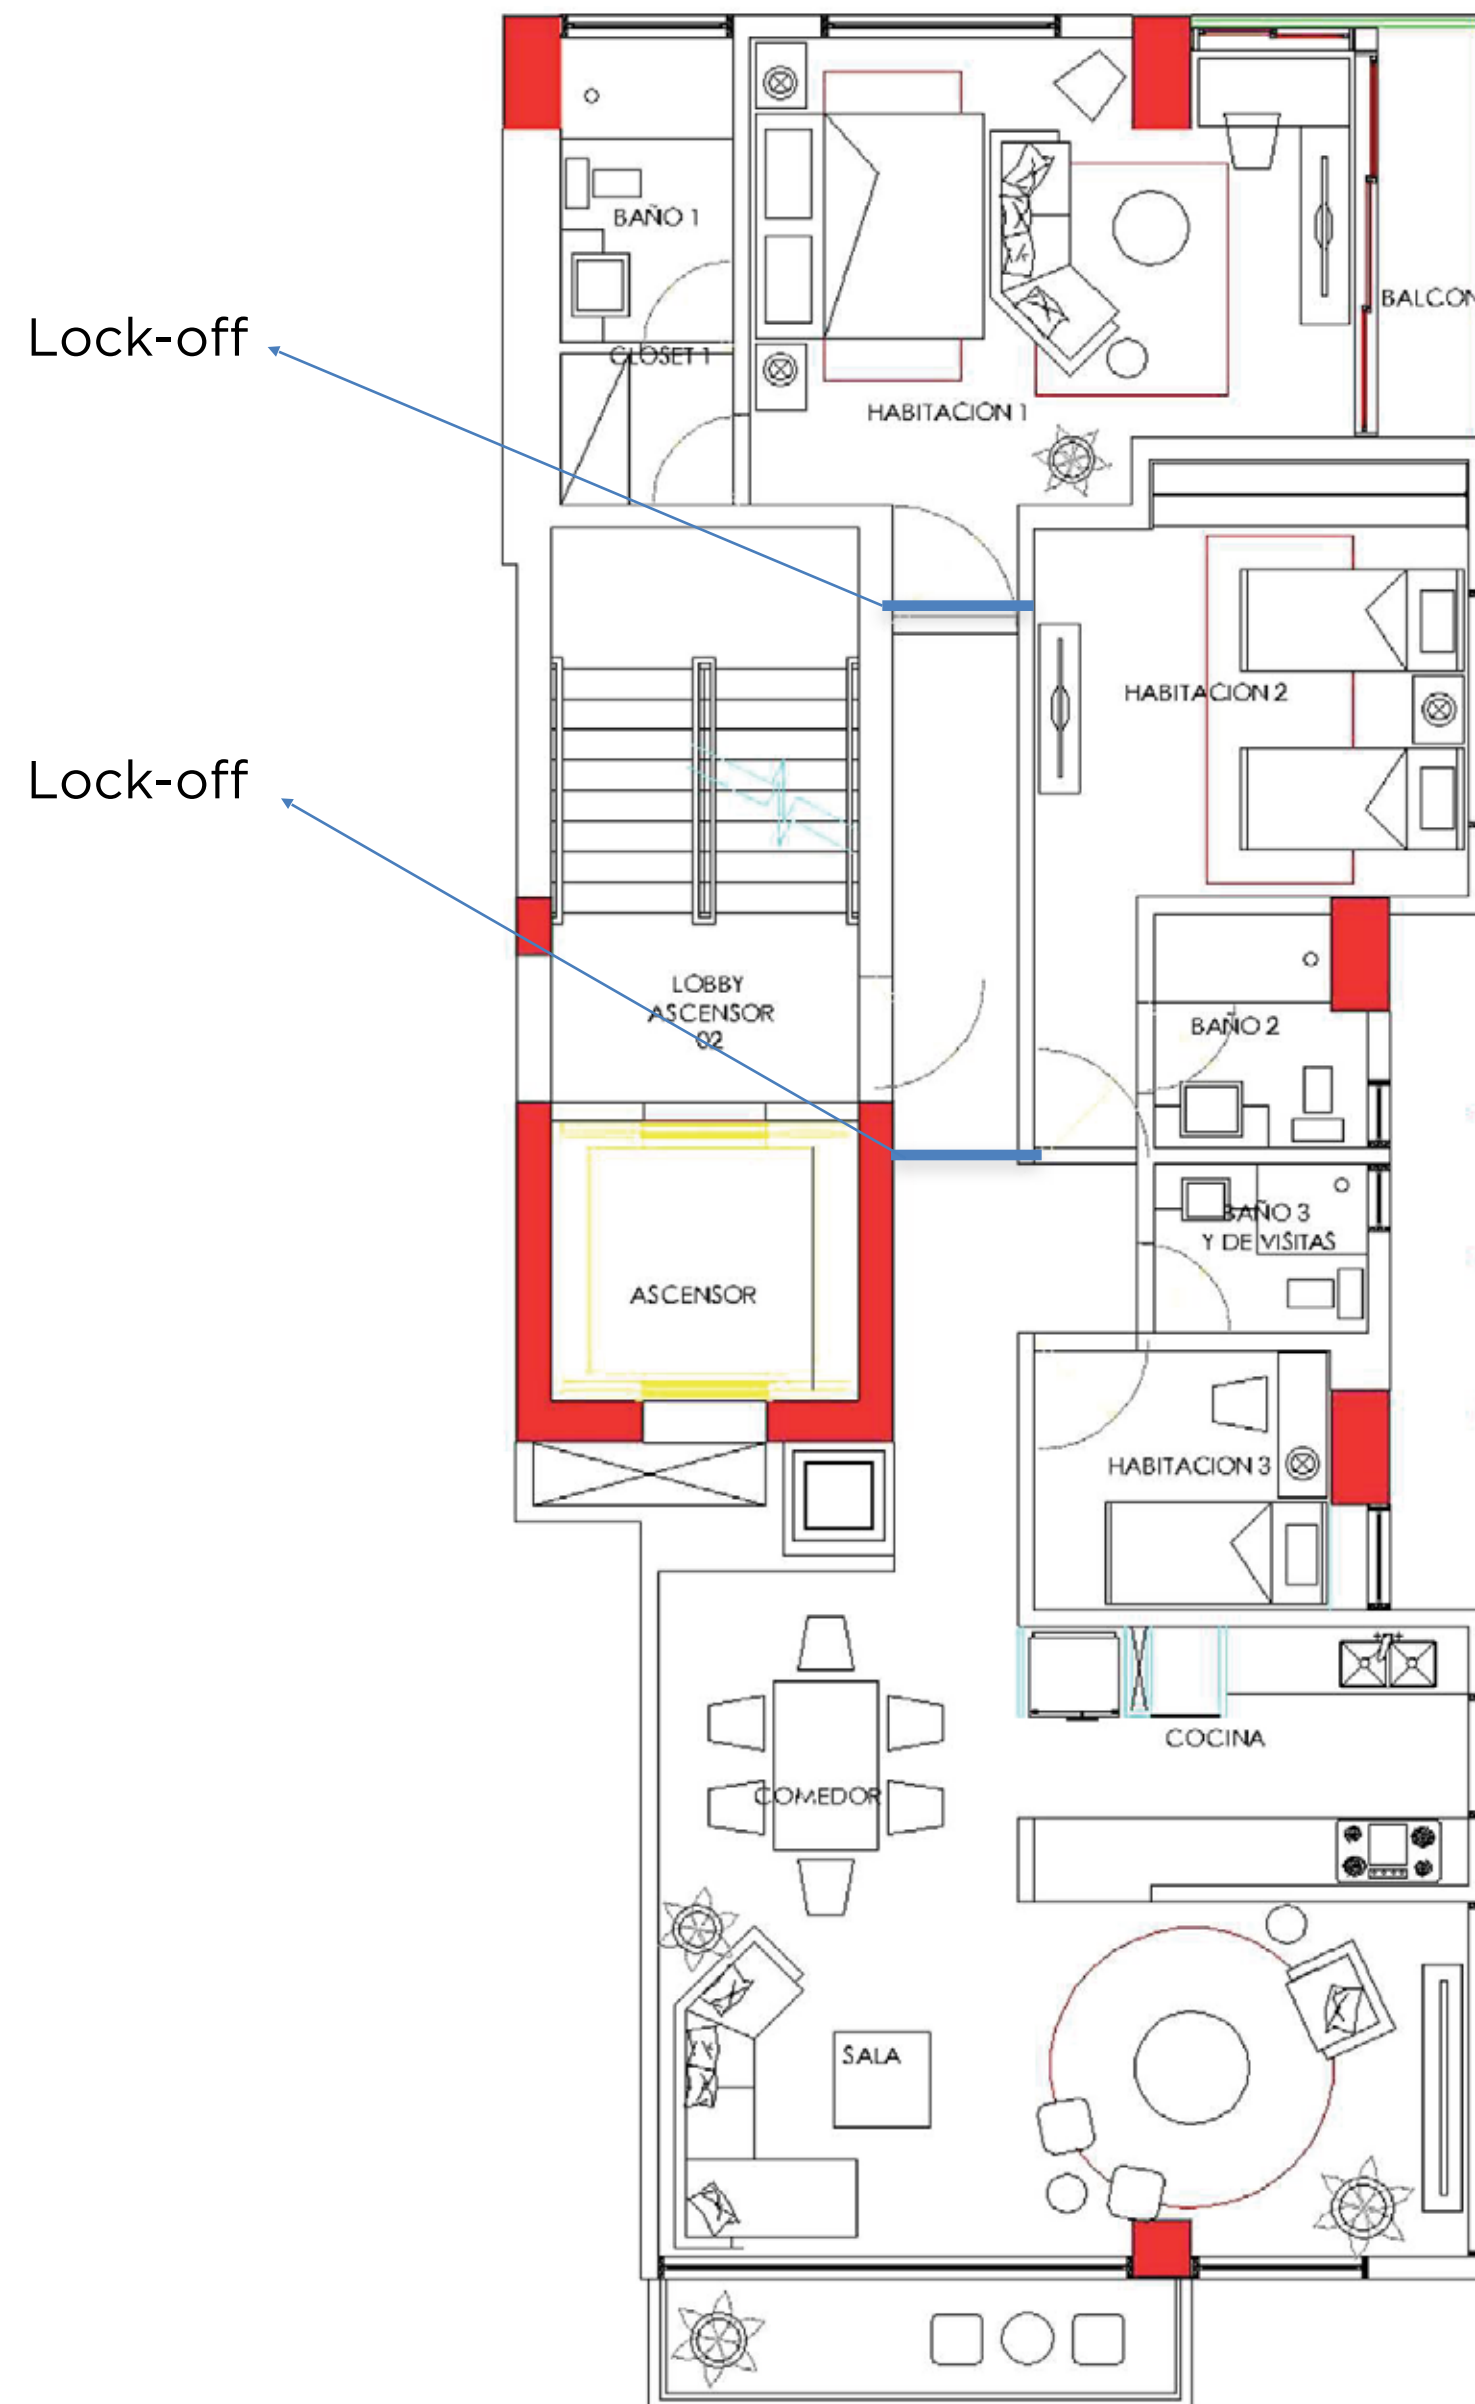 BAÑO 1
BALCON
Lock-off
CLOSET 1
HABITACION 1
HABITACIÓN 2
Lock-off
LOBBY
ASCENSOR
02
BAÑO 2
BAÑO 3
Y DE VISITAS
ASCENSOR
HABITACION 3
COCINA
COMEDOR
SALA